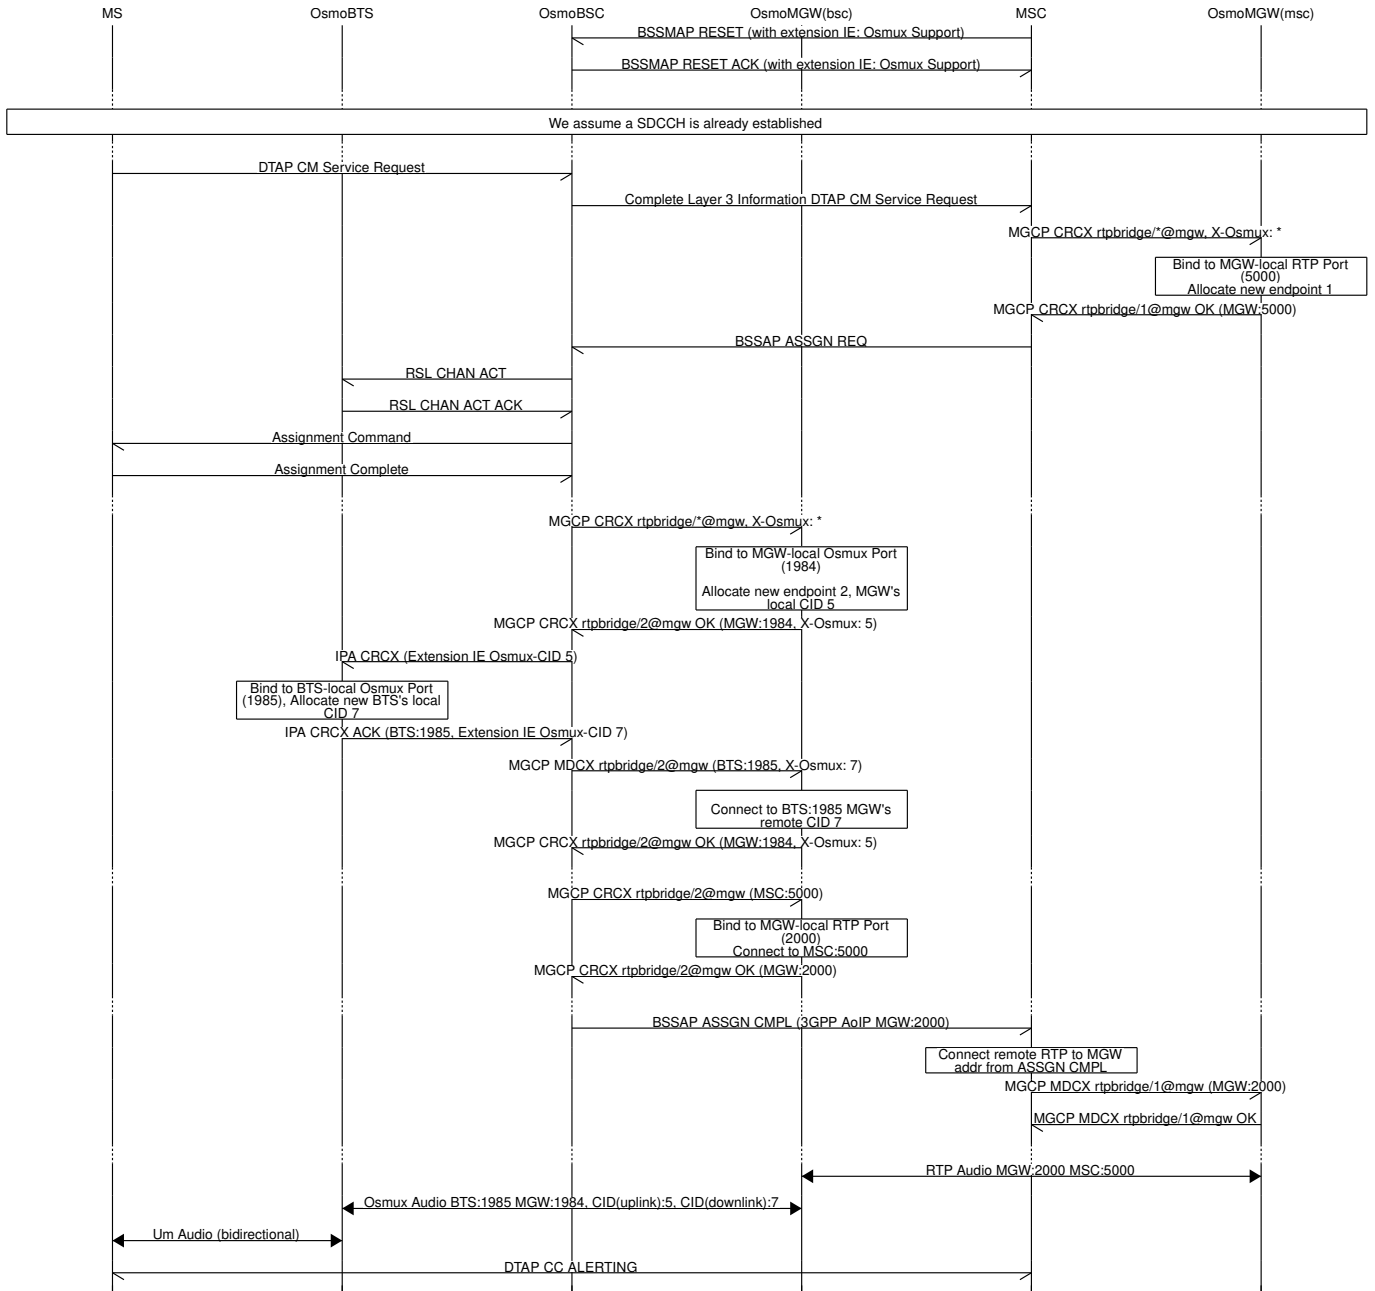 MS OsmoBTS OsmoBSC OsmoMGW(bsc) MSC OsmoMGW(msc)
BSSMAP RESET (with extension IE: Osmux Support)
BSSMAP RESET ACK (with extension IE: Osmux Support)
We assume a SDCCH is already established
DTAP CM Service Request
Complete Layer 3 Information DTAP CM Service Request
MGCP CRCX rtpbridge/*@mgw, X-Osmux: *
Bind to MGW-local RTP Port
(5000)
Allocate new endpoint 1
MGCP CRCX rtpbridge/1@mgw OK (MGW:5000)
BSSAP ASSGN REQ
RSL CHAN ACT
RSL CHAN ACT ACK
Assignment Command
Assignment Complete
MGCP CRCX rtpbridge/*@mgw, X-Osmux: *
Bind to MGW-local Osmux Port
(1984)
Allocate new endpoint 2, MGW's
local CID 5
MGCP CRCX rtpbridge/2@mgw OK (MGW:1984, X-Osmux: 5)
IPA CRCX (Extension IE Osmux-CID 5)
Bind to BTS-local Osmux Port
(1985), Allocate new BTS's local
CID 7
IPA CRCX ACK (BTS:1985, Extension IE Osmux-CID 7)
MGCP MDCX rtpbridge/2@mgw (BTS:1985, X-Osmux: 7)
Connect to BTS:1985 MGW's
remote CID 7
MGCP CRCX rtpbridge/2@mgw OK (MGW:1984, X-Osmux: 5)
MGCP CRCX rtpbridge/2@mgw (MSC:5000)
Bind to MGW-local RTP Port
(2000)
Connect to MSC:5000
MGCP CRCX rtpbridge/2@mgw OK (MGW:2000)
BSSAP ASSGN CMPL (3GPP AoIP MGW:2000)
Connect remote RTP to MGW
addr from ASSGN CMPL
MGCP MDCX rtpbridge/1@mgw (MGW:2000)
MGCP MDCX rtpbridge/1@mgw OK
RTP Audio MGW:2000 MSC:5000
Osmux Audio BTS:1985 MGW:1984, CID(uplink):5, CID(downlink):7
Um Audio (bidirectional)
DTAP CC ALERTING